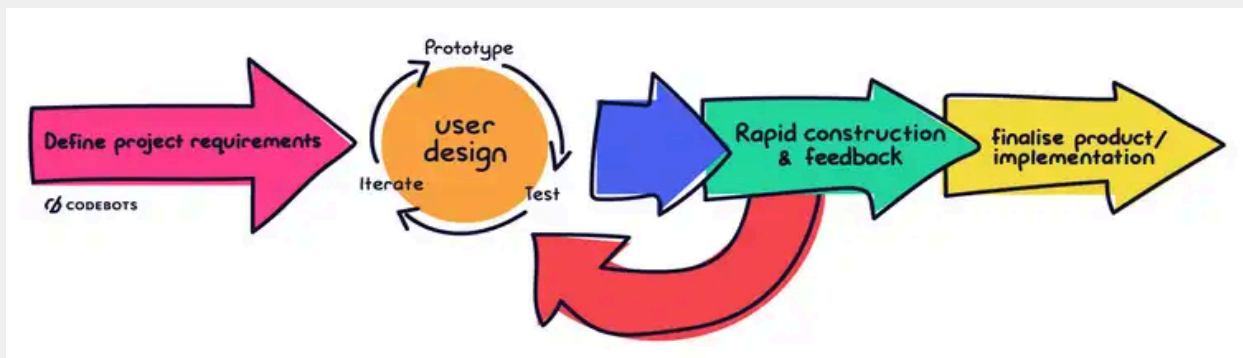 Define project requirements
CODEBOTS
Prototype
user
design
Iterate
Test
Rapid construction
& feedback
finalise product/
implementation